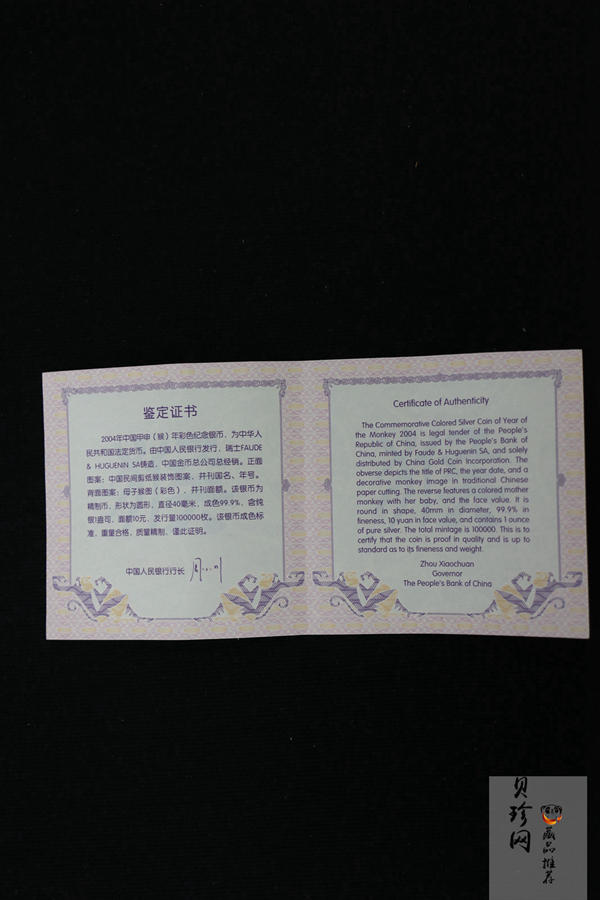 鉴定证书
2004年中国甲申（猴）年彩色纪念银币，为中华人
民共和国法定货币。由中国人民银行发行，瑞士FAUDE
& HUGUENIN SA铸造，中国金币总公司总经销。正面
图案：中国民间剪纸猴装饰图案，并刊国名、年号。
背面图案：母子猴图（彩色），并刊面额。该银币为
精制币，形状为圆形，直径40毫米，成色99.9%，含纯
银1盎司，面额10元，发行量100000枚。该银币成色标
准，重量合格，质量精制，谨此证明。
中国人民银行行长
Certificate of Authenticity
The Commemorative Colored Silver Coin of Year of
the Monkey 2004 is legal tender of the People's
Republic of China, issued by the People's Bank of
China, minted by Faude & Huguenin SA, and solely
distributed by China Gold Coin Incorporation. The
obverse depicts the title of PRC, the year date, and a
decorative monkey image in traditional Chinese
paper cutting. The reverse features a colored mother
monkey with her baby, and the face value. It is
round in shape, 40mm in diameter, 99.9% in
fineness, 10 yuan in face value, and contains 1 ounce
of pure silver. The total mintage is 100000. This is to
certify that the coin is proof in quality and is up to
standard as to its fineness and weight.
Zhou Xiaochuan
Governor
The People's Bank of China
贝珍网
藏品推荐